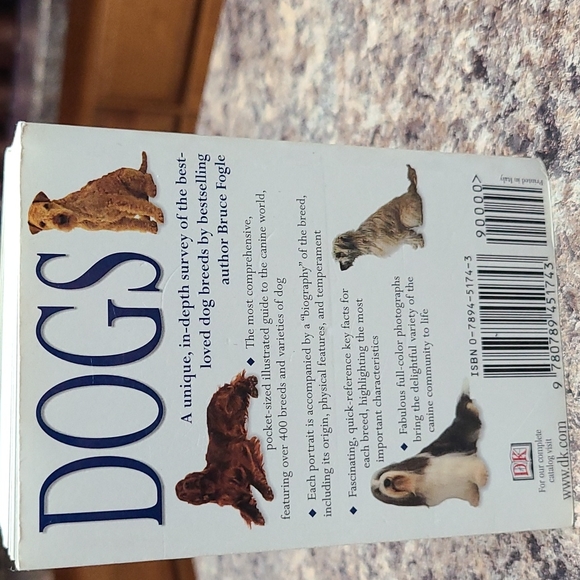 DOGS
A unique, in-depth survey of the best-
loved dog breeds by bestselling
author Bruce Fogle
◆ The most comprehensive,
pocket-sized illustrated guide to the canine world,
featuring over 400 breeds and varieties of dog
◆ Each portrait is accompanied by a "biography" of the breed,
including its origin, physical features, and temperament
◆ Fascinating, quick-reference key facts for
each breed, highlighting the most
important characteristics
◆ Fabulous full-color photographs
bring the delightful variety of the
canine community to life
DK
For our complete
catalog visit
www.dk.com
ISBN 0-7894-5174-3
9 780789 451743
90000>
Printed in Italy